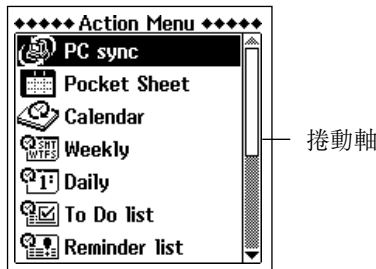 Action Menu
PC sync
Pocket Sheet
Calendar
Weekly
Daily
To Do list
Reminder list
捲動軸